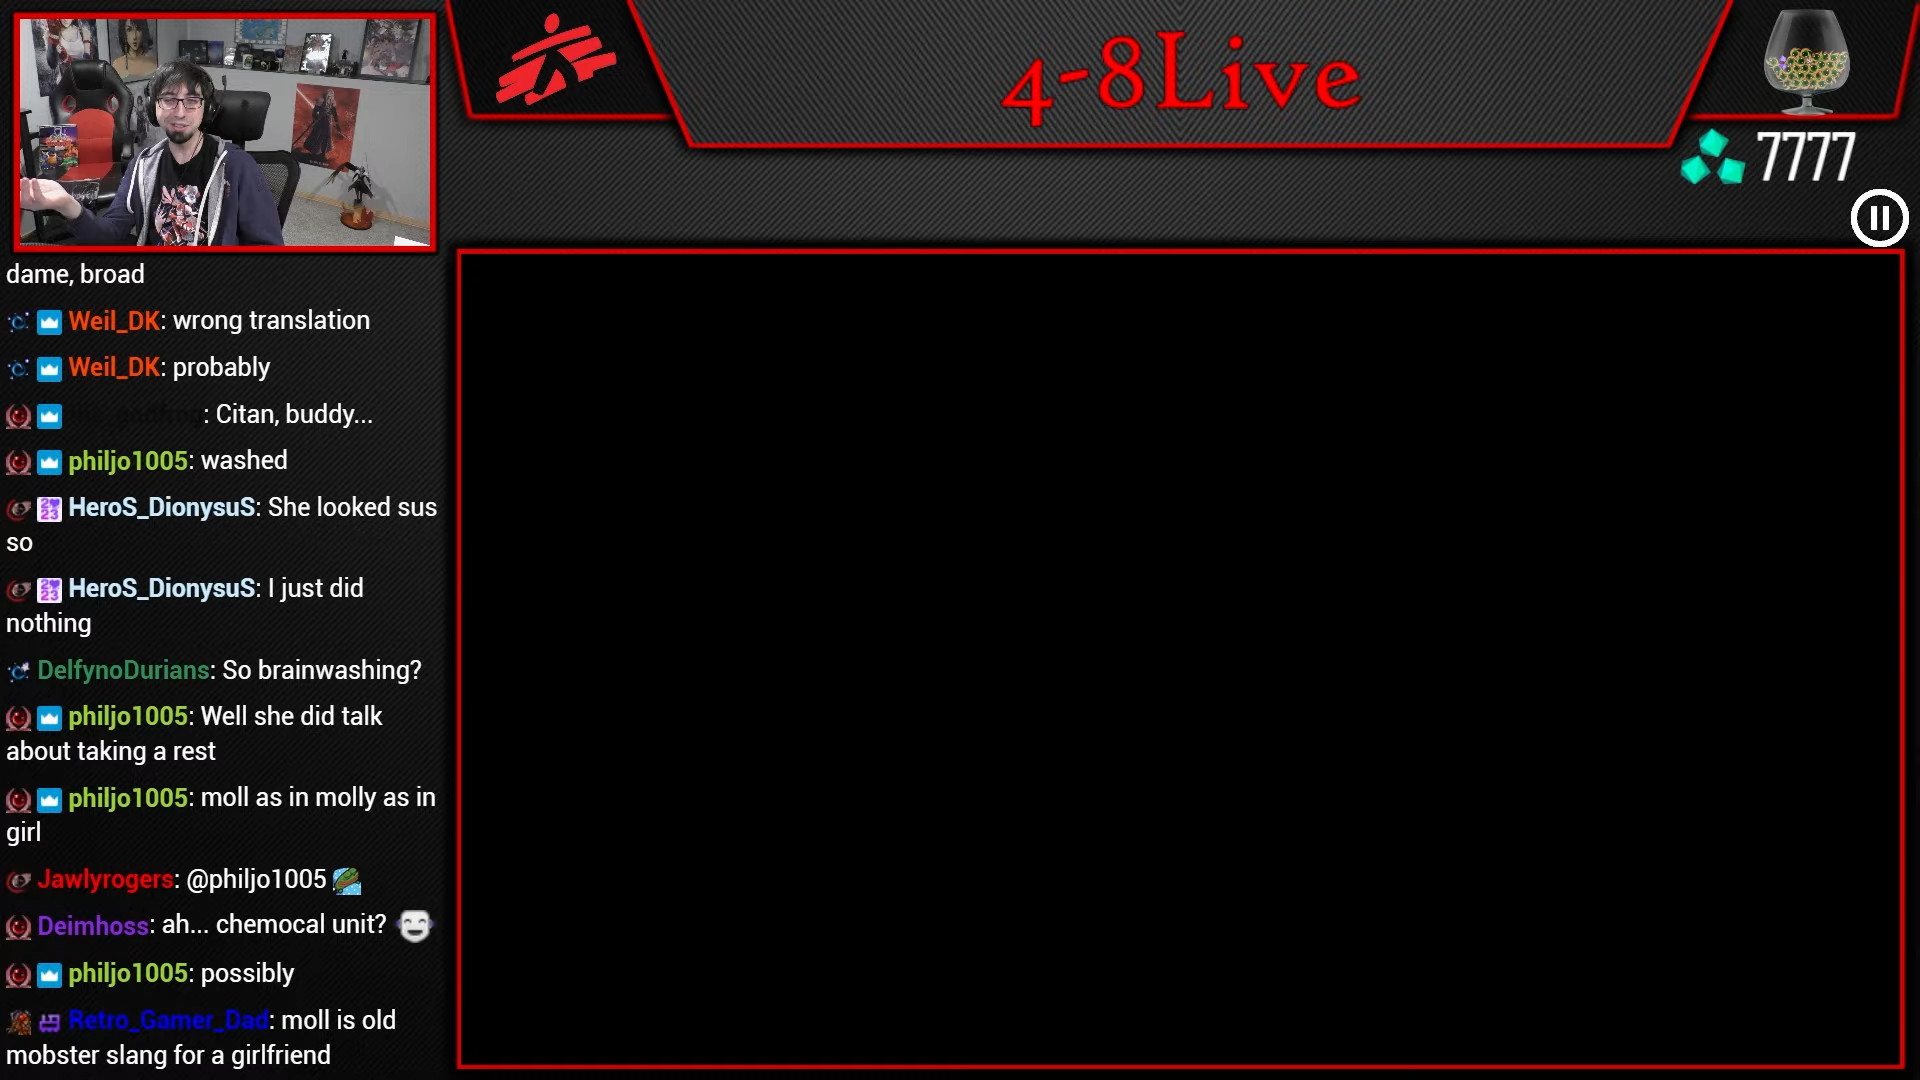 4-8Live
7777
dame, broad
Weil_DK: wrong translation
Weil_DK: probably
: Citan, buddy...
philjo1005: washed
HeroS_DionysuS: She looked sus
so
HeroS_DionysuS: I just did
nothing
DelfynoDurians: So brainwashing?
philjo1005: Well she did talk
about taking a rest
philjo1005: moll as in molly as in
girl
Jawlyrogers: @philjo1005
Deimhoss: ah... chemocal unit?
philjo1005: possibly
Retro_Gamer_Dad: moll is old
mobster slang for a girlfriend